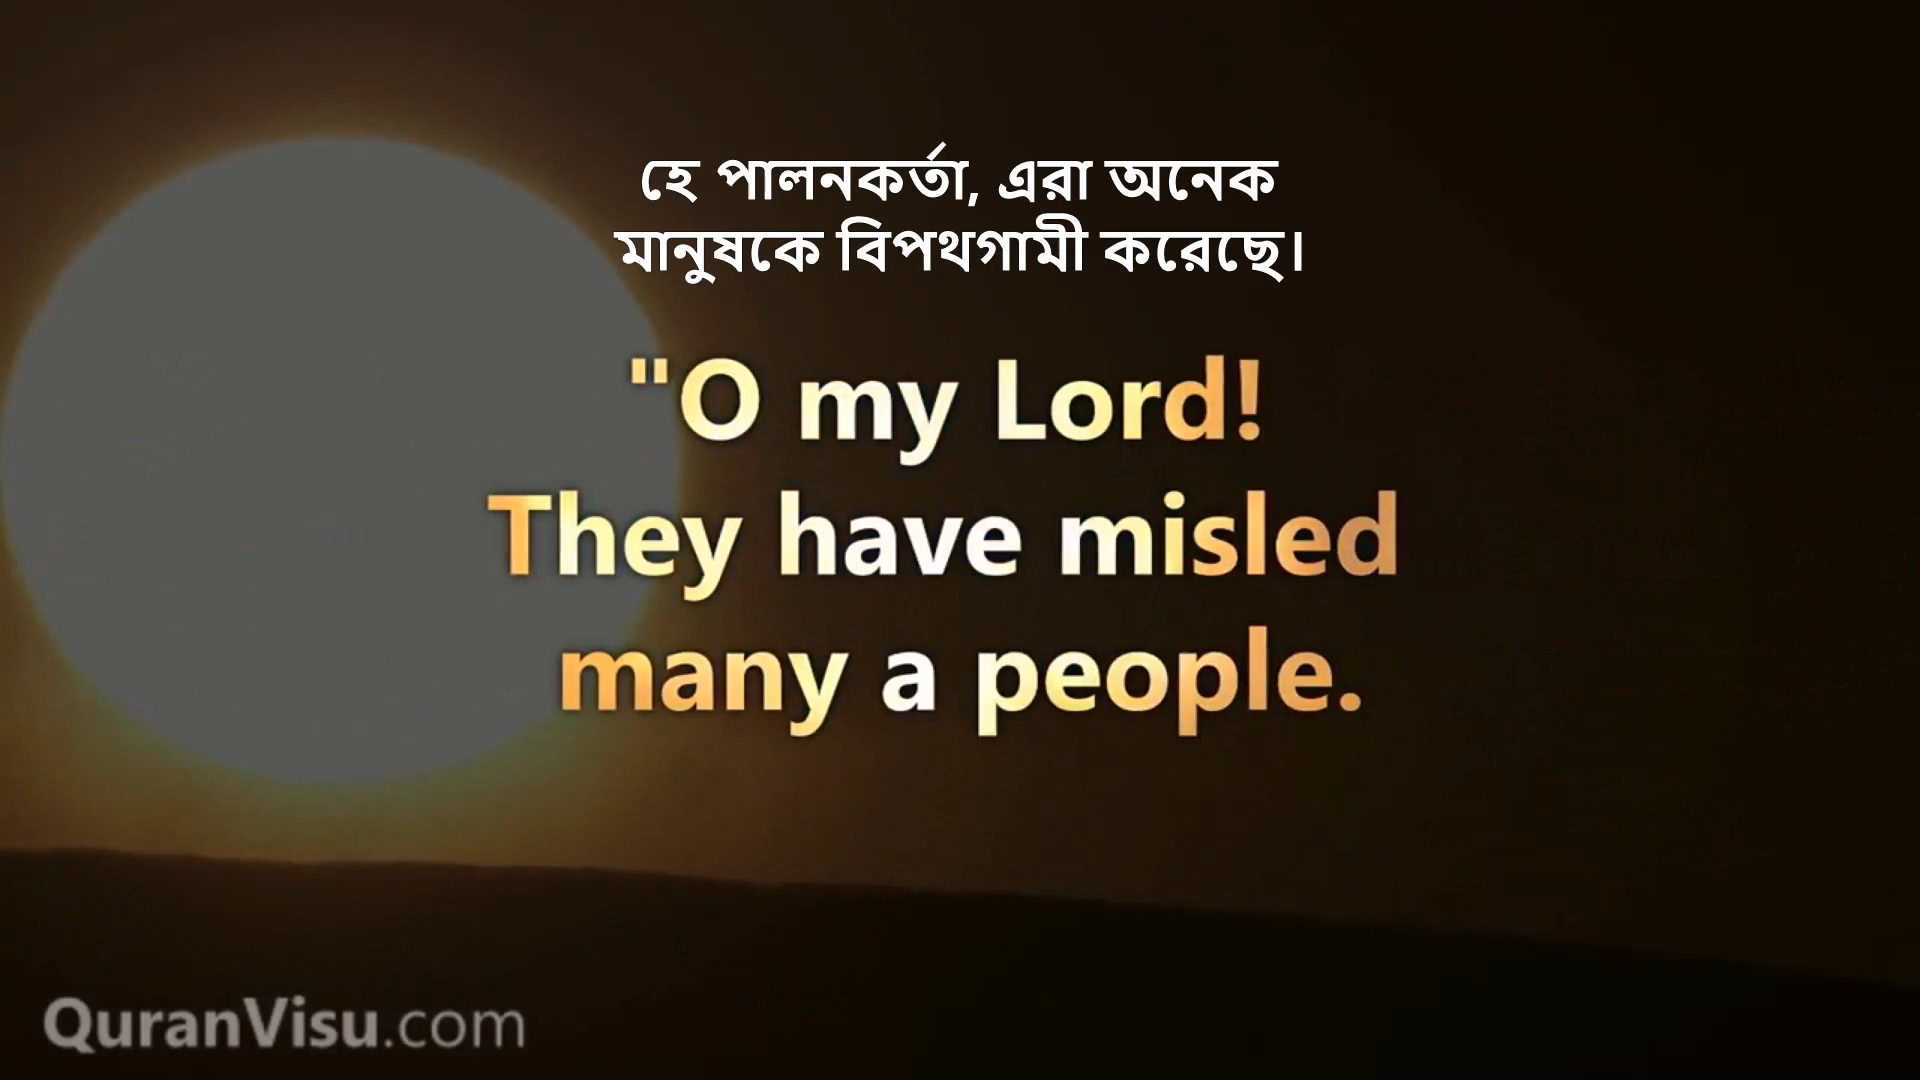 হে পালনকর্তা, এরা অনেক
মানুষকে বিপথগামী করেছে।
"O my Lord!
They have misled
many a people.
QuranVisu.com